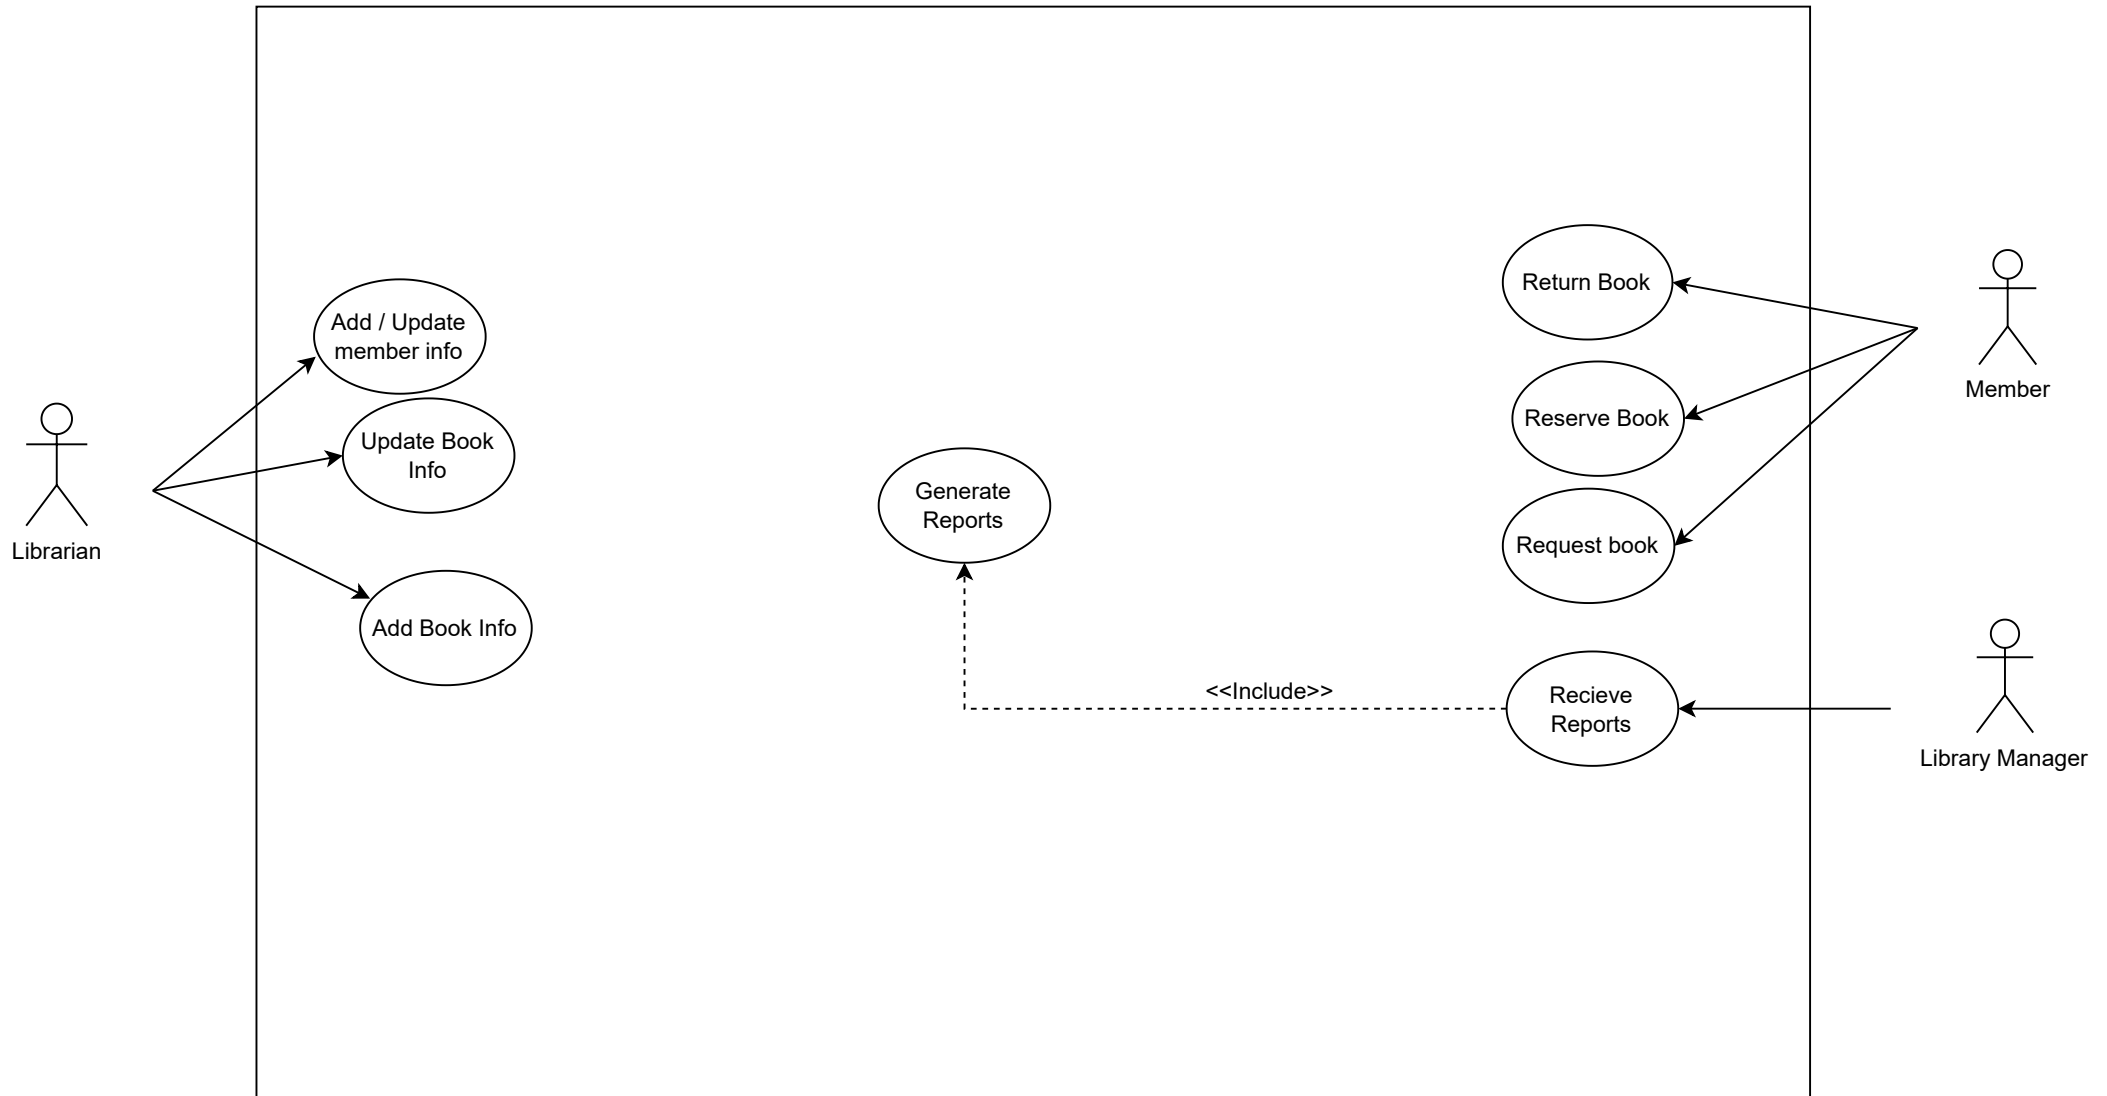 Add / Update
member info
Update Book
Info
Librarian
Add Book Info
Generate
Reports
<<Include>>
Return Book
Reserve Book
Request book
Member
Recieve
Reports
Library Manager